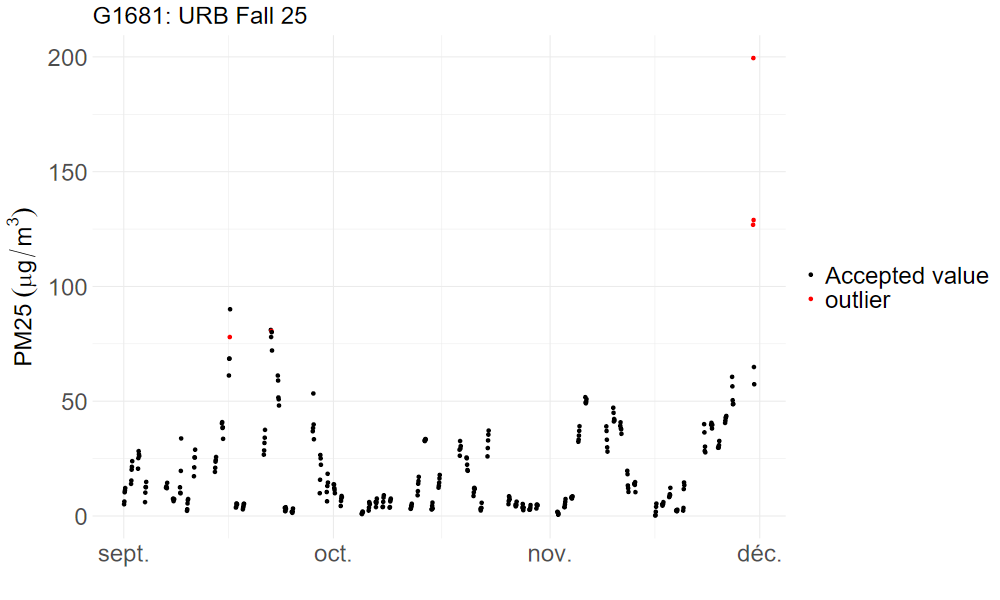 G1681: URB Fall 25
200
150
100
50
0
PM25 (μg/m³)
sept.
oct.
nov.
déc.
Accepted value
outlier